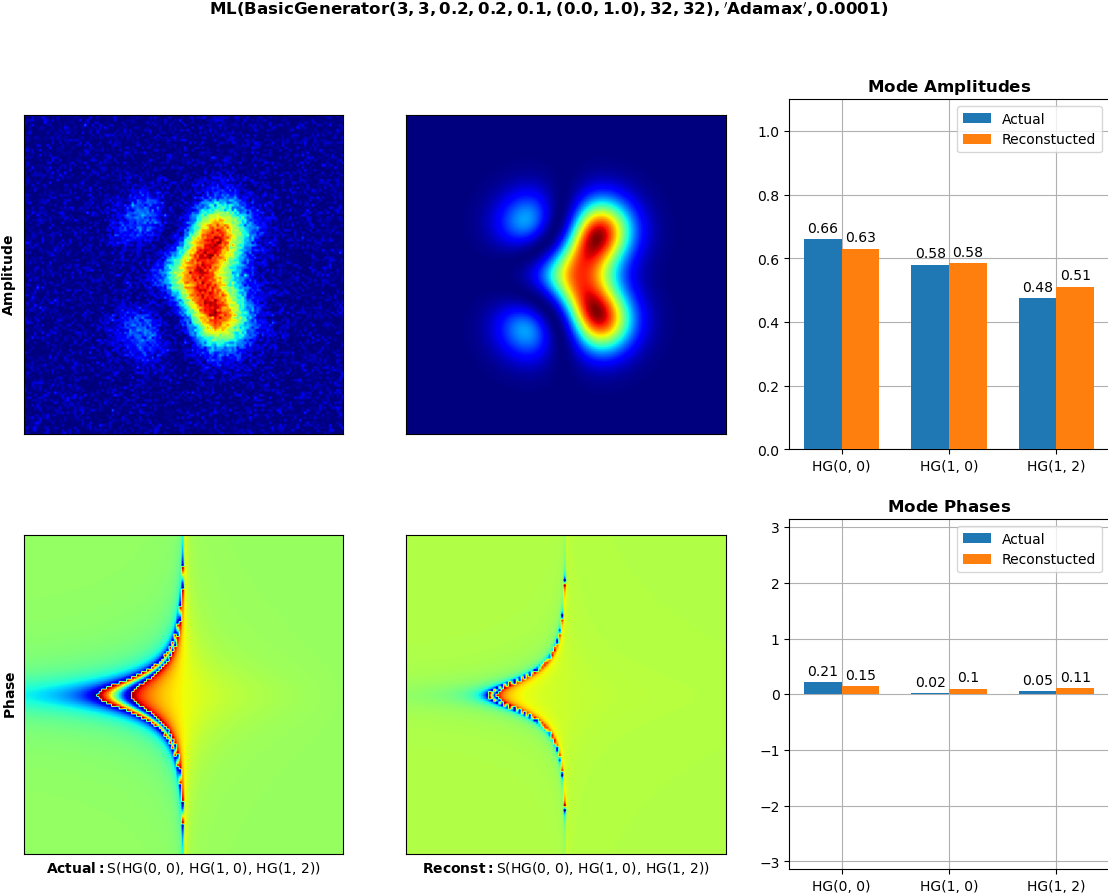 ML(BasicGenerator(3, 3, 0.2, 0.2, 0.1, (0.0, 1.0), 32, 32), ′Adamax′, 0.0001)
Amplitude
Mode Amplitudes
Actual
Reconstucted
1.0
0.8
0.6
0.4
0.2
0.0
0.66
0.63
0.58
0.58
0.48
0.51
HG(0, 0)
HG(1, 0)
HG(1, 2)
Phase
Actual: S(HG(0, 0), HG(1, 0), HG(1, 2))
Reconst: S(HG(0, 0), HG(1, 0), HG(1, 2))
Mode Phases
Actual
Reconstucted
3
2
1
0
−1
−2
−3
0.21
0.15
0.02
0.1
0.05
0.11
HG(0, 0)
HG(1, 0)
HG(1, 2)